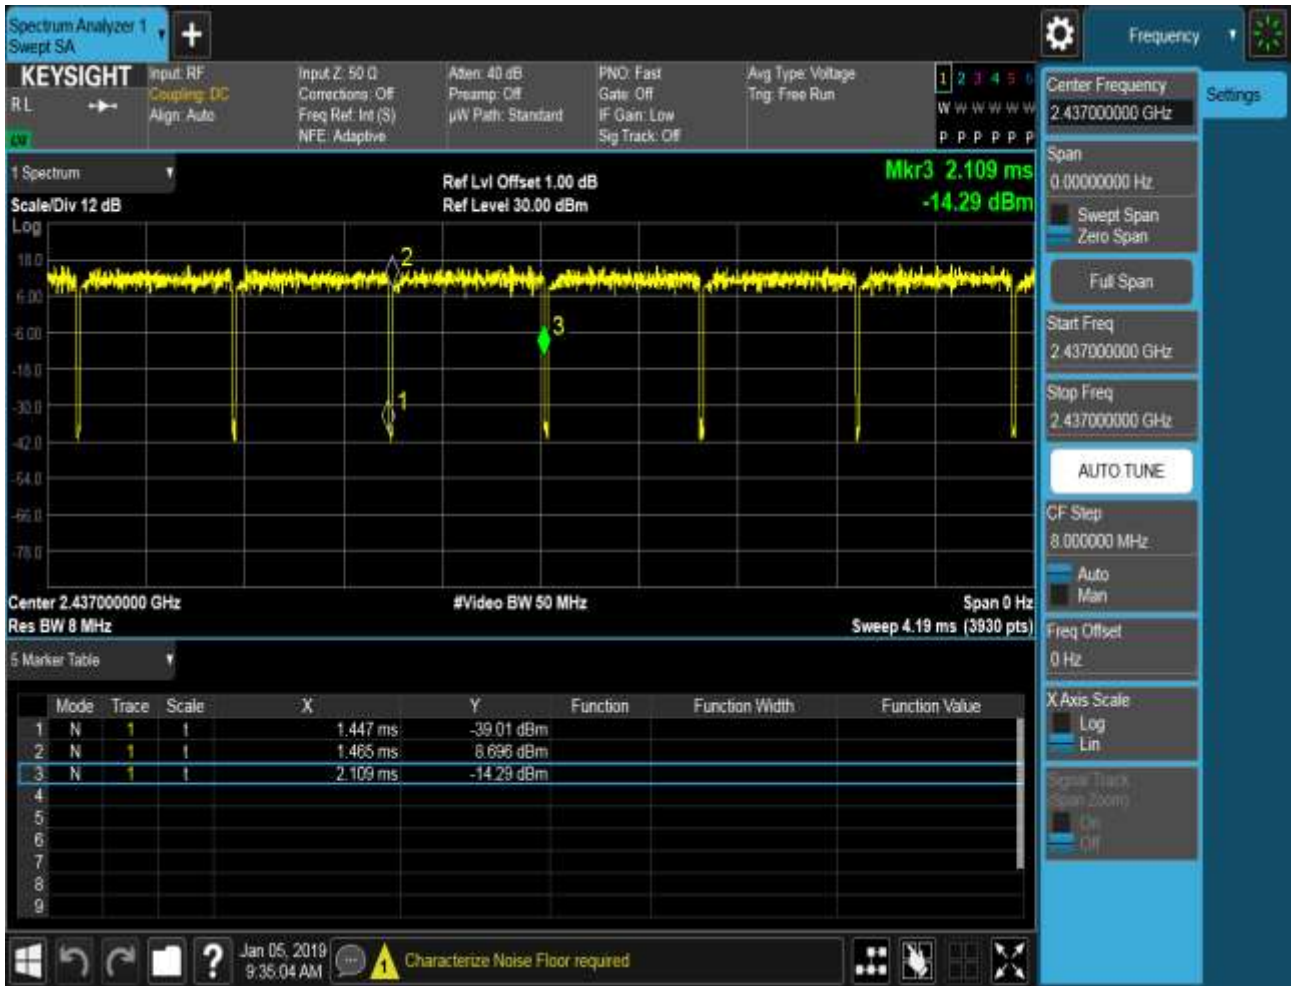 Spectrum Analyzer 1
Swept SA
+
Frequency
KEYSIGHT
RL
Input: RF
Coupling: DC
Align: Auto
Input Z: 50 Ω
Corrections: Off
Freq Ref: Int (S)
NFE: Adaptive
Atten: 40 dB
Preamp: Off
µW Path: Standard
PNO: Fast
Gate: Off
IF Gain: Low
Sig Track: Off
Avg Type: Voltage
Trig: Free Run
1 2 3 4 5 6
W W W W W W
P P P P P P
1 Spectrum
Scale/Div 12 dB
Ref Lvl Offset 1.00 dB
Ref Level 30.00 dBm
Mkr3 2.109 ms
-14.29 dBm
Log
18.0
6.00
-6.00
-18.0
-30.0
-42.0
-54.0
-66.0
-78.0
2
3
1
Center 2.437000000 GHz
#Video BW 50 MHz
Span 0 Hz
Res BW 8 MHz
Sweep 4.19 ms (3930 pts)
5 Marker Table
Mode Trace Scale X Y Function Function Width Function Value
1 N 1 t 1.447 ms -39.01 dBm
2 N 1 t 1.465 ms 8.696 dBm
3 N 1 t 2.109 ms -14.29 dBm
4
5
6
7
8
9
Center Frequency
2.437000000 GHz
Settings
Span
0.00000000 Hz
Swept Span
Zero Span
Full Span
Start Freq
2.437000000 GHz
Stop Freq
2.437000000 GHz
AUTO TUNE
CF Step
8.000000 MHz
Auto
Man
Freq Offset
0 Hz
X Axis Scale
Log
Lin
Signal Track
(Span Zoom)
On
Off
?
Jan 05, 2019
9:35:04 AM
1
Characterize Noise Floor required